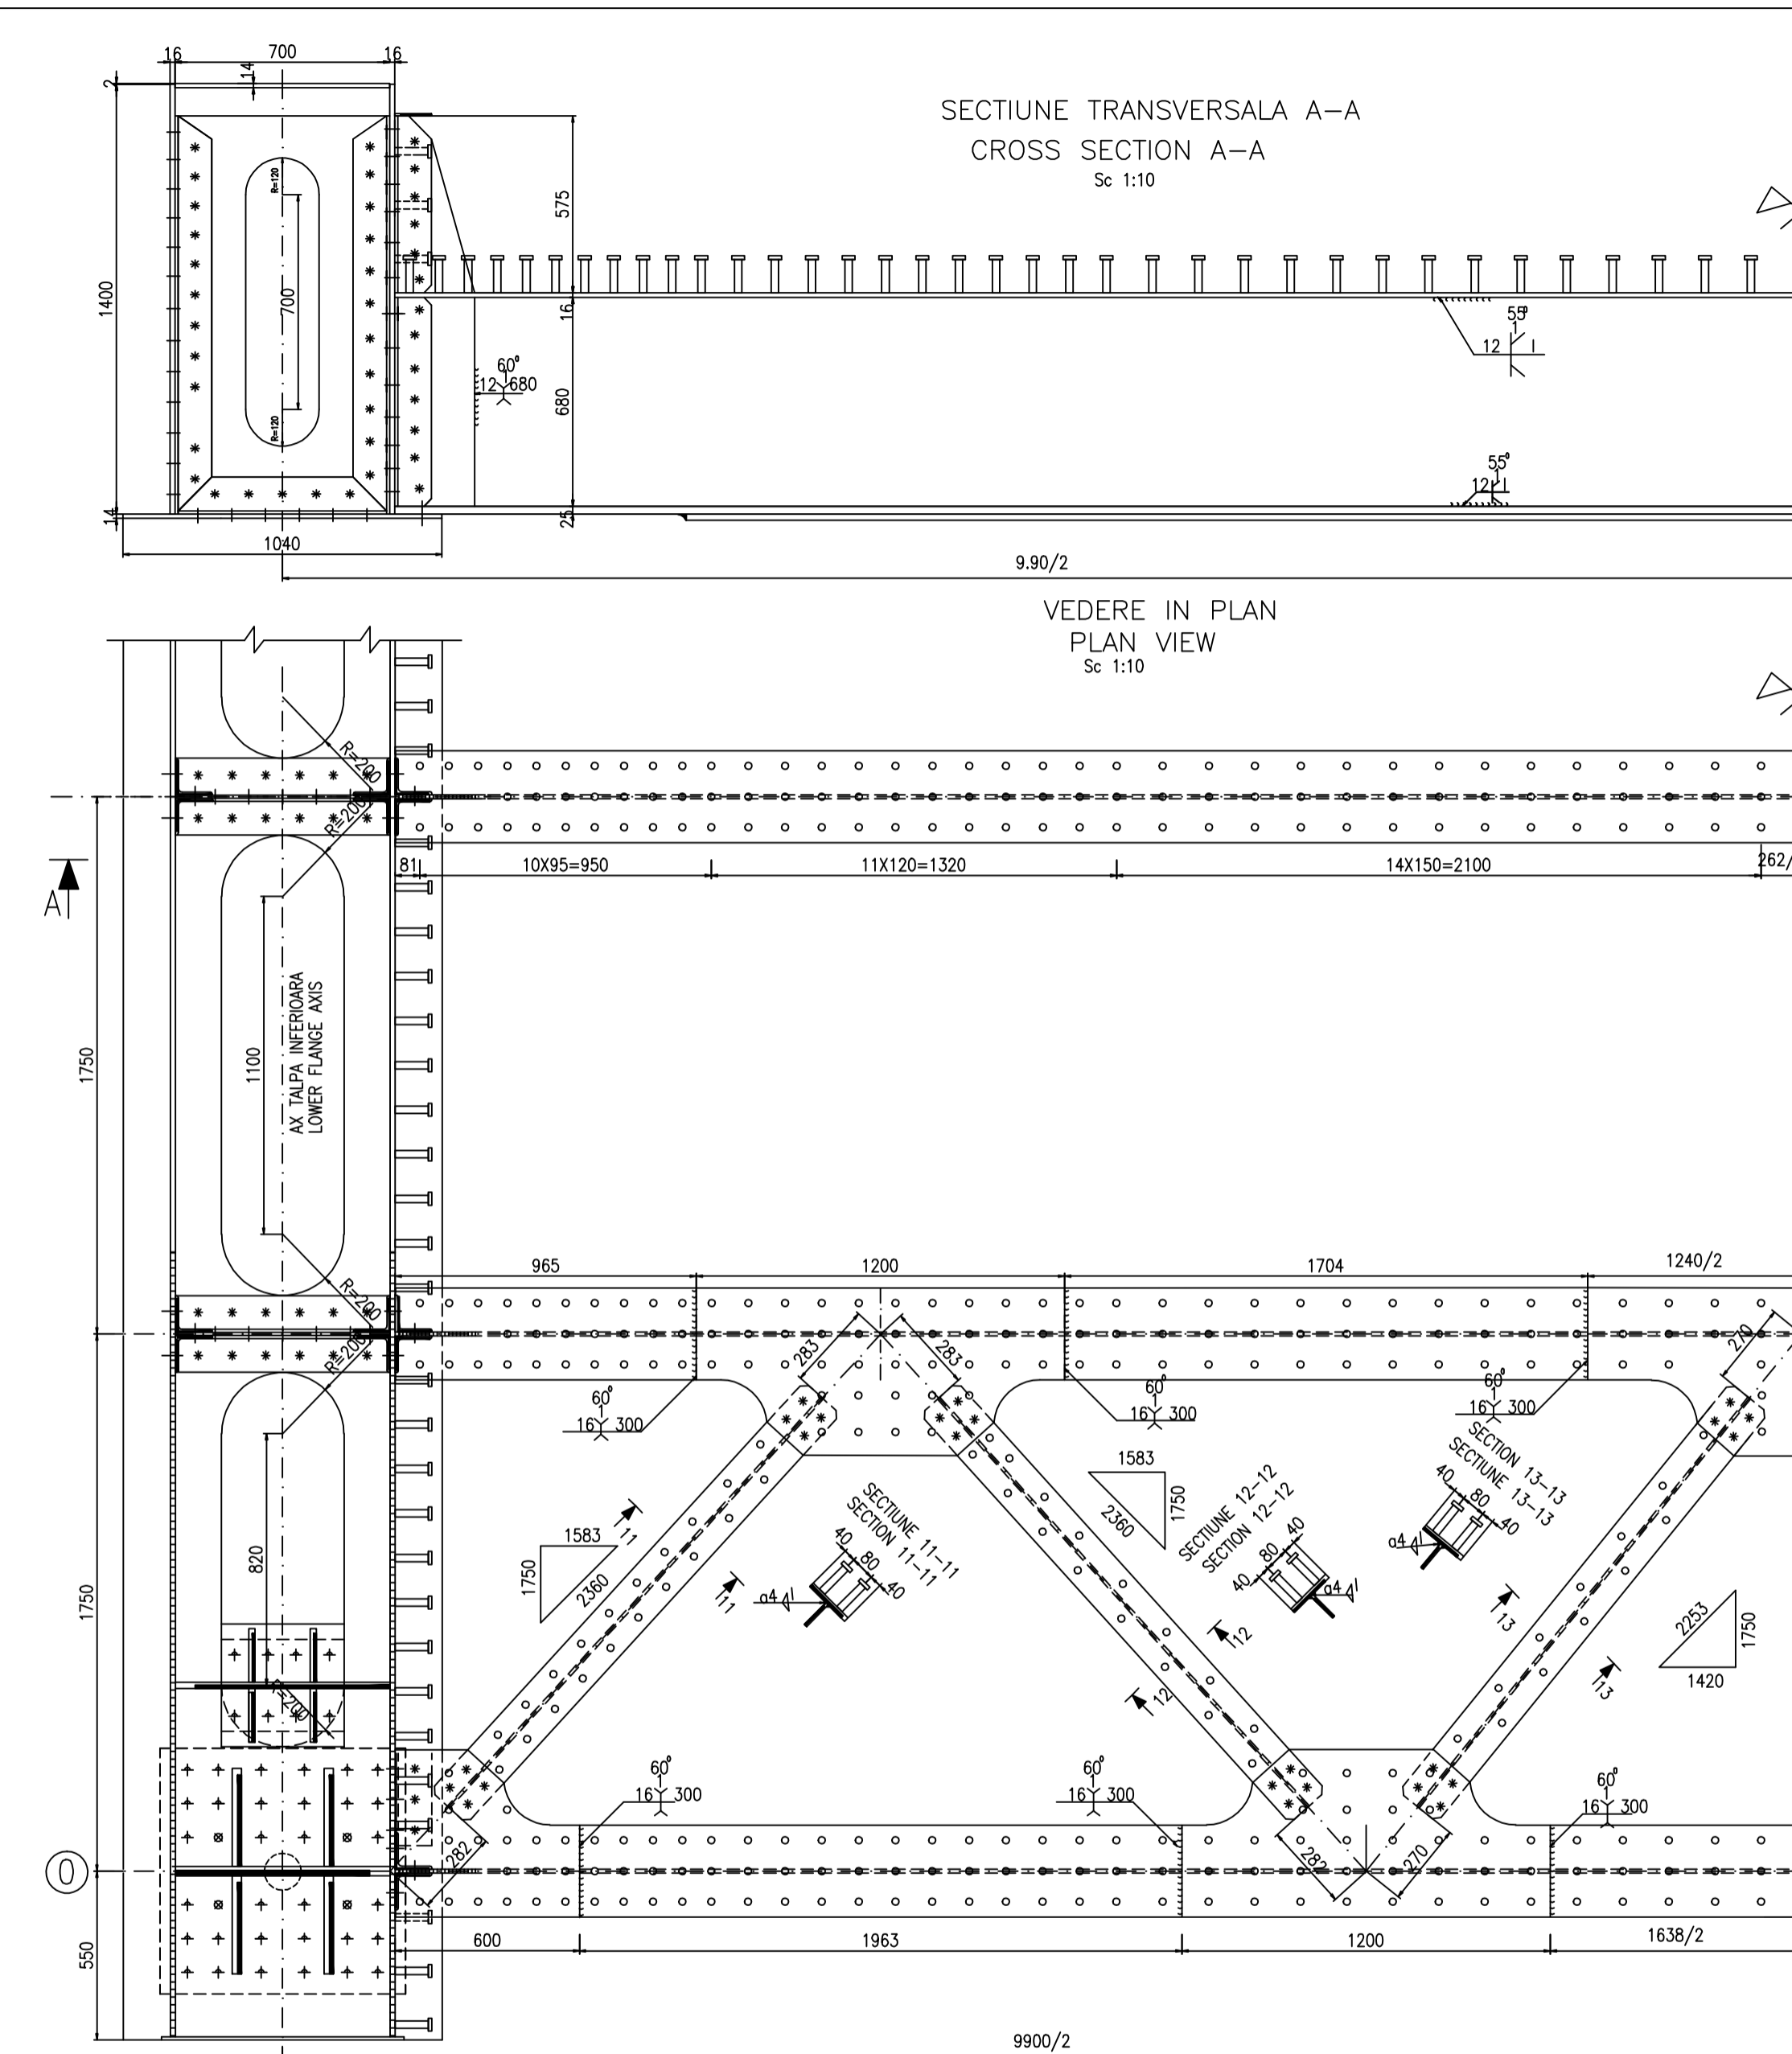 16
700
16
14
2
SECTIUNE TRANSVERSALA A-A
CROSS SECTION A-A
Sc 1:10
R=120
575
1400
700
16
55°
12
60°
12 680
680
R=120
55°
12
14
25
1040
9.90/2
VEDERE IN PLAN
PLAN VIEW
Sc 1:10
R=200
R=200
A
81
10X95=950
11X120=1320
14X150=2100
262/
AX TALPA INFERIOARA
LOWER FLANGE AXIS
1750
1100
965
1200
1704
1240/2
R=200
R=200
283
283
270
60°
16 300
60°
16 300
60°
16 300
1583
1750
2360
11
11
SECTIUNE 11-11
SECTION 11-11
40
80
40
a4
1583
1750
2360
SECTIUNE 12-12
SECTION 12-12
40
80
40
a4
12
12
SECTION 13-13
SECTIUNE 13-13
40
80
40
a4
13
13
2253
1750
1420
1750
820
R=200
60°
16 300
60°
16 300
60°
16 300
282
282
270
0
550
600
1963
1200
1638/2
9900/2